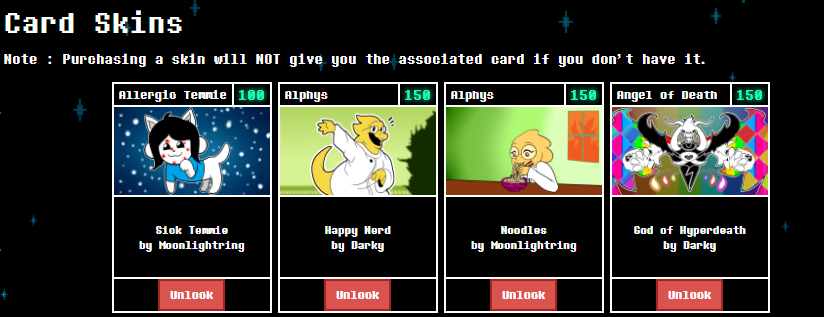 Card Skins
Note : Purchasing a skin will NOT give you the associated card if you don't have it.
Allergic Temmie 100
Alphys 150
Alphys 150
Angel of Death 150
Sick Temmie
by Moonlightring
Happy Nerd
by Darky
Noodles
by Moonlightring
God of Hyperdeath
by Darky
Unlock
Unlock
Unlock
Unlock